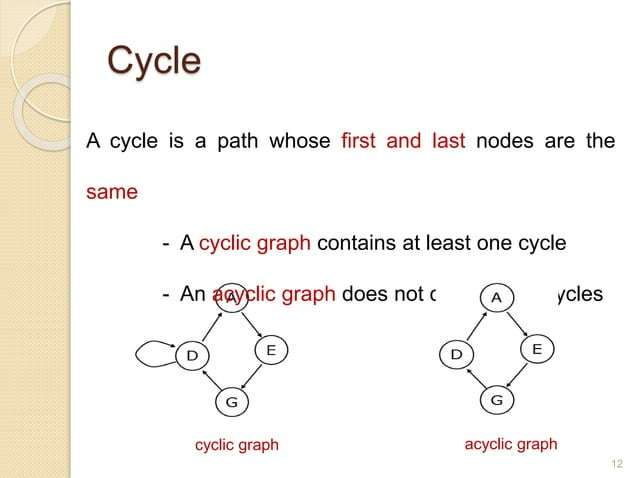 Cycle
A cycle is a path whose first and last nodes are the
same
- A cyclic graph contains at least one cycle
- An acyclic graph does not ycles
A
A
D
E
D
E
G
G
cyclic graph
acyclic graph
12